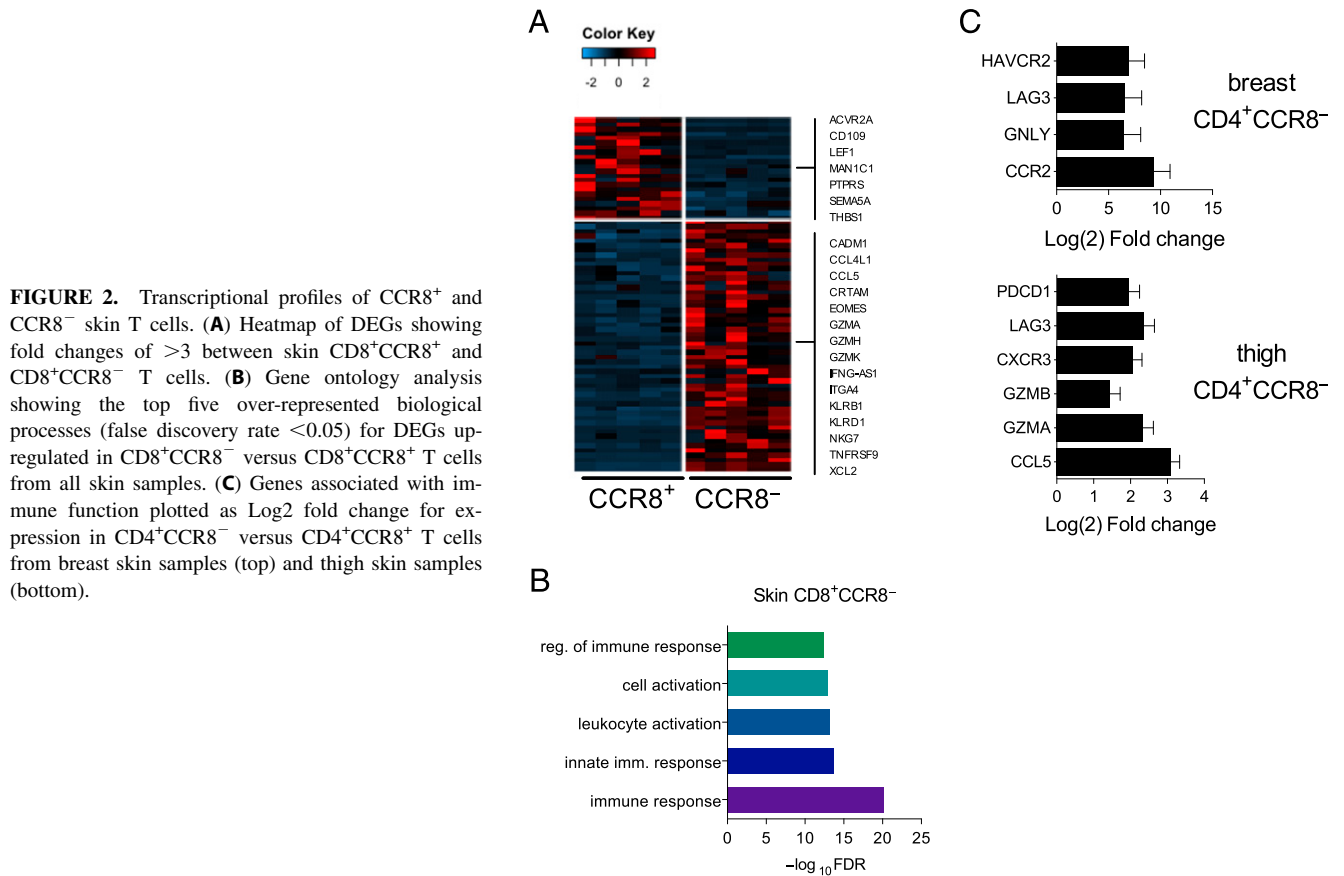 FIGURE 2. Transcriptional profiles of CCR8⁺ and
CCR8⁻ skin T cells. (A) Heatmap of DEGs showing
fold changes of >3 between skin CD8⁺CCR8⁺ and
CD8⁺CCR8⁻ T cells. (B) Gene ontology analysis
showing the top five over-represented biological
processes (false discovery rate <0.05) for DEGs up-
regulated in CD8⁺CCR8⁻ versus CD8⁺CCR8⁺ T cells
from all skin samples. (C) Genes associated with im-
mune function plotted as Log2 fold change for ex-
pression in CD4⁺CCR8⁻ versus CD4⁺CCR8⁺ T cells
from breast skin samples (top) and thigh skin samples
(bottom).
A
Color Key
-2 0 2
ACVR2A
CD109
LEF1
MAN1C1
PTPRS
SEMA5A
THBS1
CADM1
CCL4L1
CCL5
CRTAM
EOMES
GZMA
GZMH
GZMK
IFNG-AS1
ITGA4
KLRB1
KLRD1
NKG7
TNFRSF9
XCL2
CCR8⁺ CCR8⁻
B
Skin CD8⁺CCR8⁻
reg. of immune response
cell activation
leukocyte activation
innate imm. response
immune response
0 5 10 15 20 25
−log₁₀FDR
C
HAVCR2
LAG3
GNLY
CCR2
0 5 10 15
Log(2) Fold change
breast
CD4⁺CCR8⁻
PDCD1
LAG3
CXCR3
GZMB
GZMA
CCL5
0 1 2 3 4
Log(2) Fold change
thigh
CD4⁺CCR8⁻